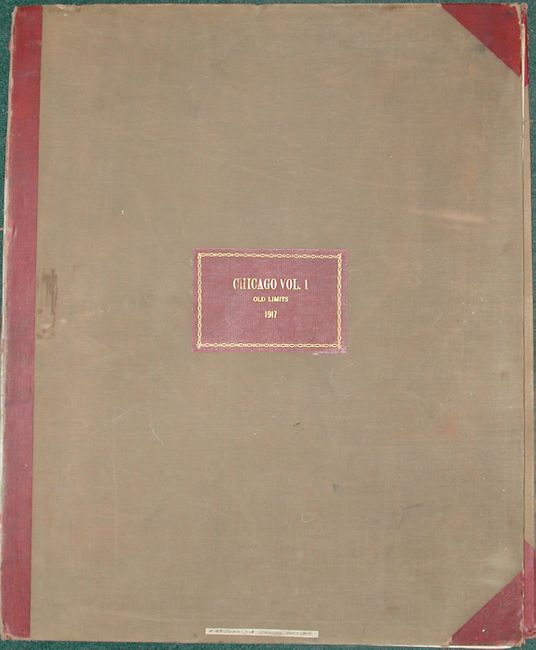 CHICAGO VOL. 1
OLD LIMITS
1917